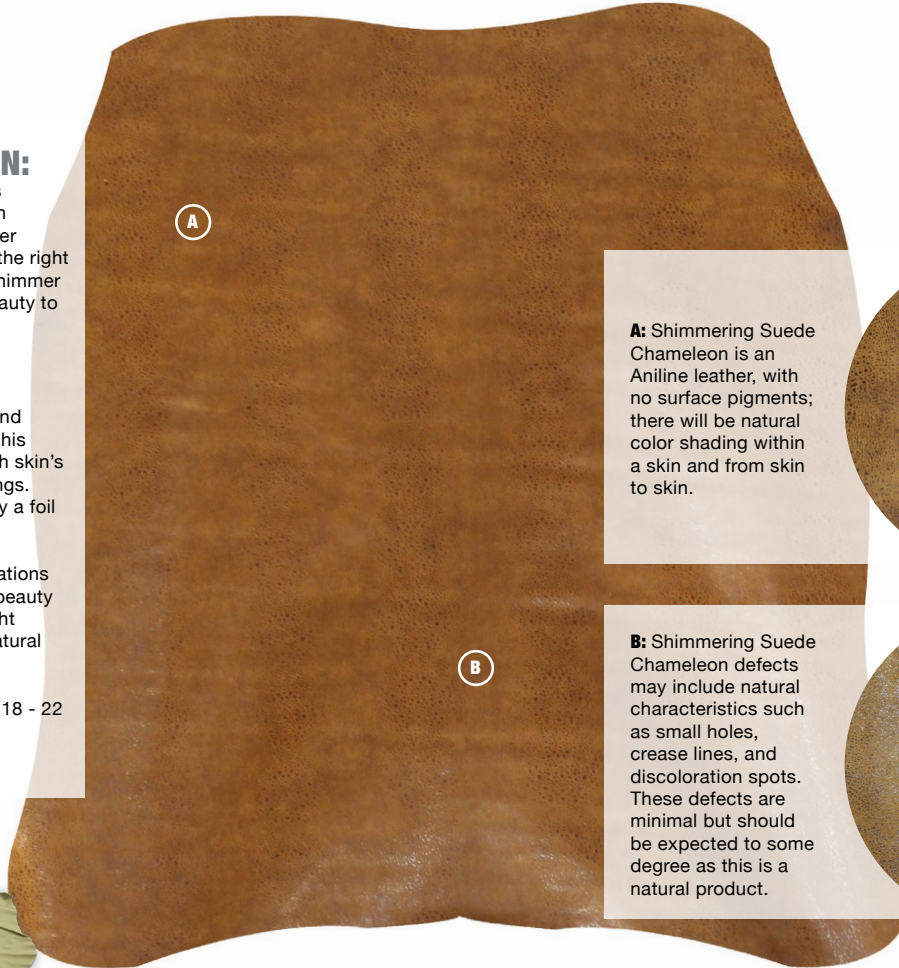 N:
s
n
er
the right
himmer
auty to
nd
his
h skin's
ngs.
y a foil
ations
beauty
ht
atural
18 - 22
A
B
A: Shimmering Suede
Chameleon is an
Aniline leather, with
no surface pigments;
there will be natural
color shading within
a skin and from skin
to skin.
B: Shimmering Suede
Chameleon defects
may include natural
characteristics such
as small holes,
crease lines, and
discoloration spots.
These defects are
minimal but should
be expected to some
degree as this is a
natural product.